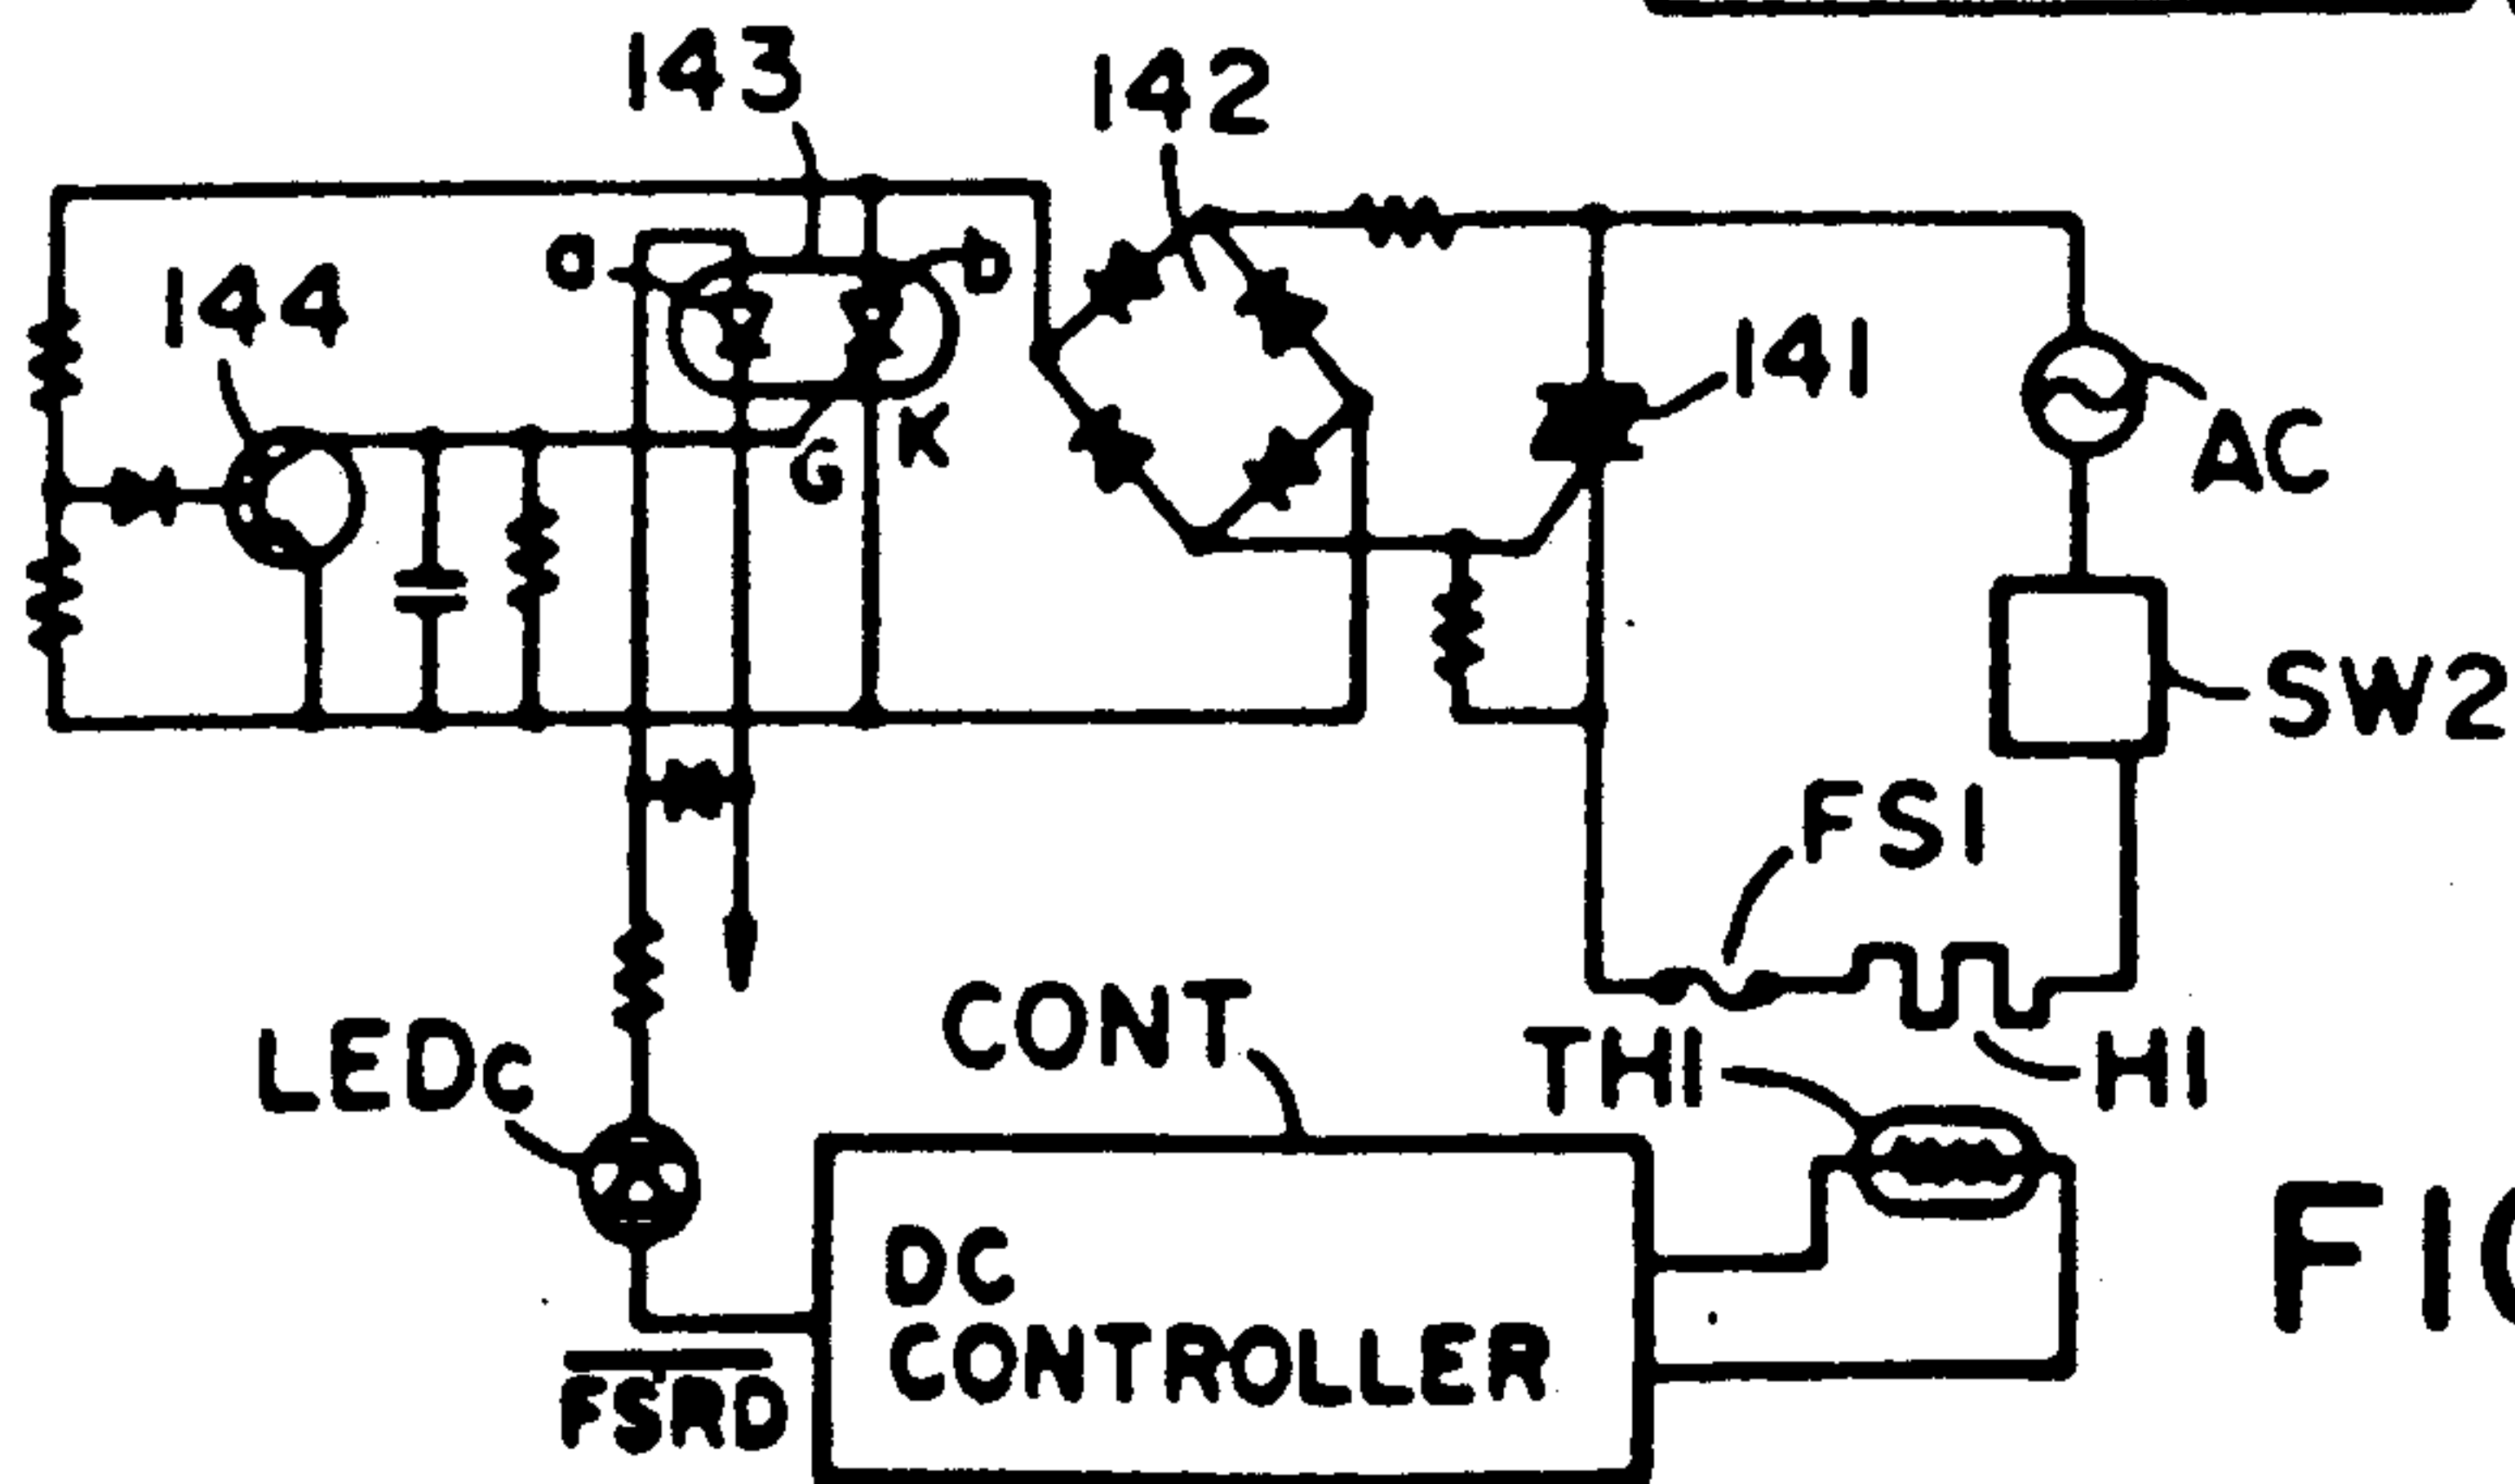 143
142
a
b
144
141
G
K
AC
SW2
FS1
CONT
LEDc
TH1
H1
DC
CONTROLLER
FSRD